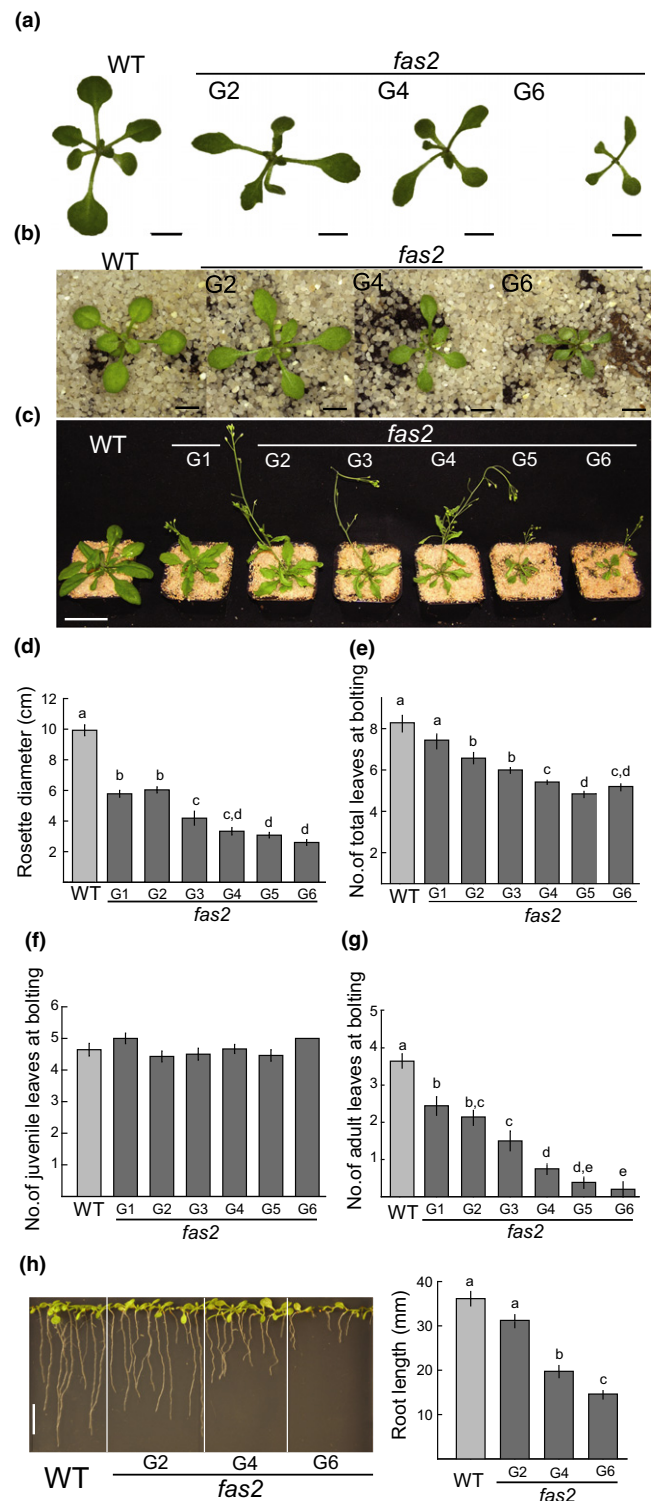 (a)
WT
fas2
G2 G4 G6
(b)
WT
fas2
G2 G4 G6
(c)
WT
fas2
G1 G2 G3 G4 G5 G6
(d)
Rosette diameter (cm)
12
10
8
6
4
2
a
b
b
c
c,d
d
d
WT G1 G2 G3 G4 G5 G6
fas2
(e)
No.of total leaves at bolting
8
6
4
2
a
a
b
b
c
d
c,d
WT G1 G2 G3 G4 G5 G6
fas2
(f)
No.of juvenile leaves at bolting
6
5
4
3
2
1
WT G1 G2 G3 G4 G5 G6
fas2
(g)
No.of adult leaves at bolting
5
4
3
2
1
a
b
b,c
c
d
d,e
e
WT G1 G2 G3 G4 G5 G6
fas2
(h)
WT G2 G4 G6
fas2
Root length (mm)
40
30
20
10
a
a
b
c
WT G2 G4 G6
fas2